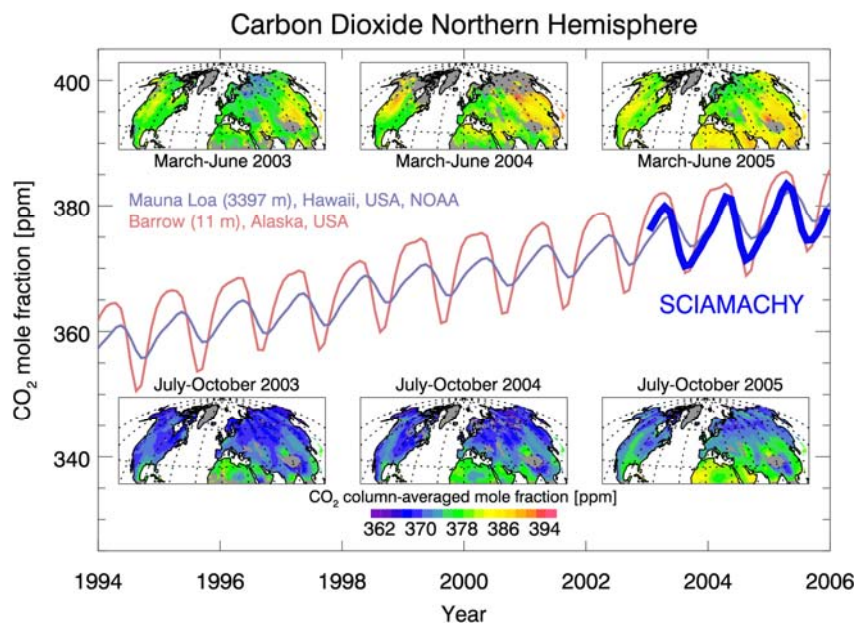 Carbon Dioxide Northern Hemisphere
400
380
360
340
CO₂ mole fraction [ppm]
March-June 2003
March-June 2004
March-June 2005
Mauna Loa (3397 m), Hawaii, USA, NOAA
Barrow (11 m), Alaska, USA
SCIAMACHY
July-October 2003
July-October 2004
July-October 2005
CO₂ column-averaged mole fraction [ppm]
362 370 378 386 394
1994 1996 1998 2000 2002 2004 2006
Year